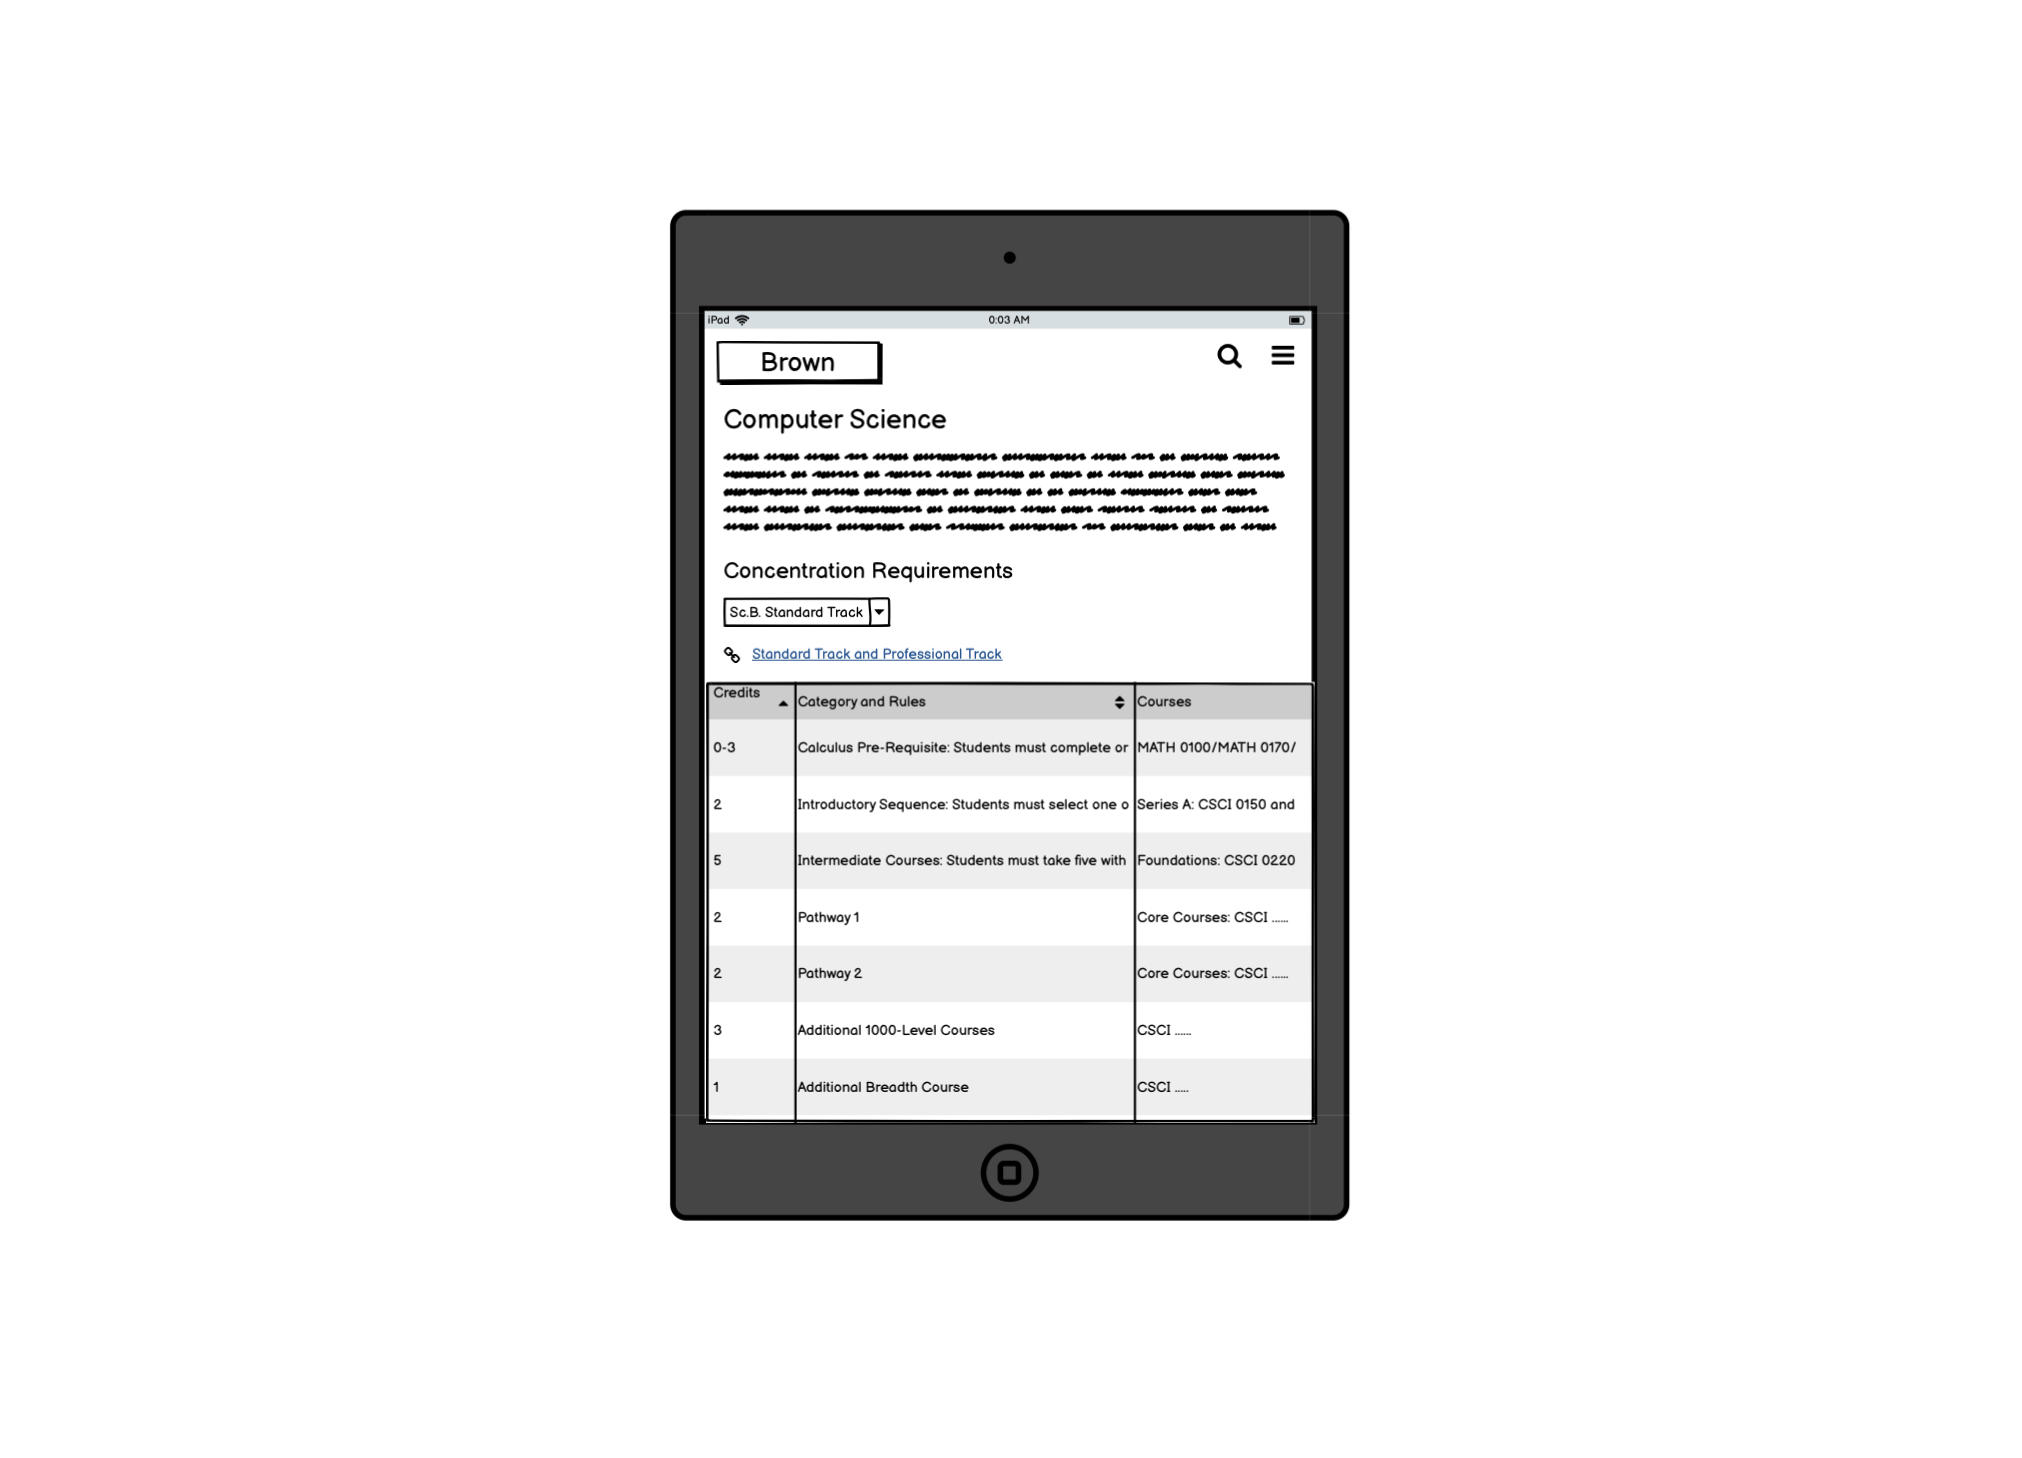 iPad 0:03 AM
Brown
Computer Science
Concentration Requirements
Sc.B. Standard Track
Standard Track and Professional Track
Credits Category and Rules Courses
0-3 Calculus Pre-Requisite: Students must complete or MATH 0100/MATH 0170/
2 Introductory Sequence: Students must select one o Series A: CSCI 0150 and
5 Intermediate Courses: Students must take five with Foundations: CSCI 0220
2 Pathway 1 Core Courses: CSCI ......
2 Pathway 2 Core Courses: CSCI ......
3 Additional 1000-Level Courses CSCI ......
1 Additional Breadth Course CSCI .....